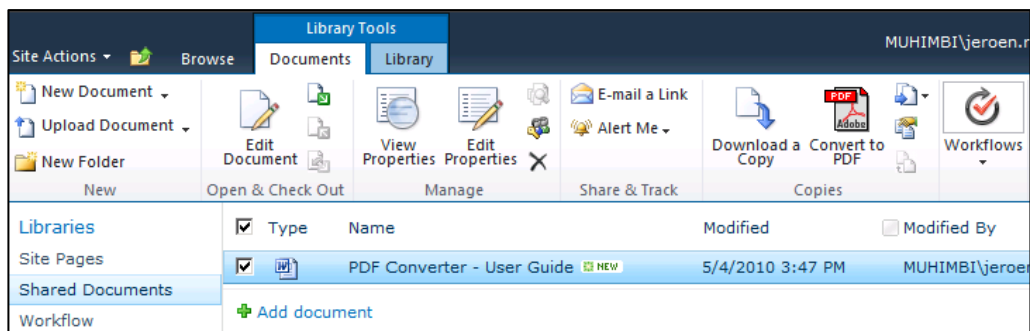 Library Tools
MUHIMBI\jeroen.r
Site Actions Browse Documents Library
New Document
Upload Document
New Folder
New
Edit
Document
Open & Check Out
View
Properties
Edit
Properties
Manage
E-mail a Link
Alert Me
Share & Track
Download a
Copy
Convert to
PDF
PDF
Adobe
Copies
Workflows
Libraries
Site Pages
Shared Documents
Workflow
Type Name Modified Modified By
PDF Converter - User Guide NEW 5/4/2010 3:47 PM MUHIMBI\jeroen
Add document